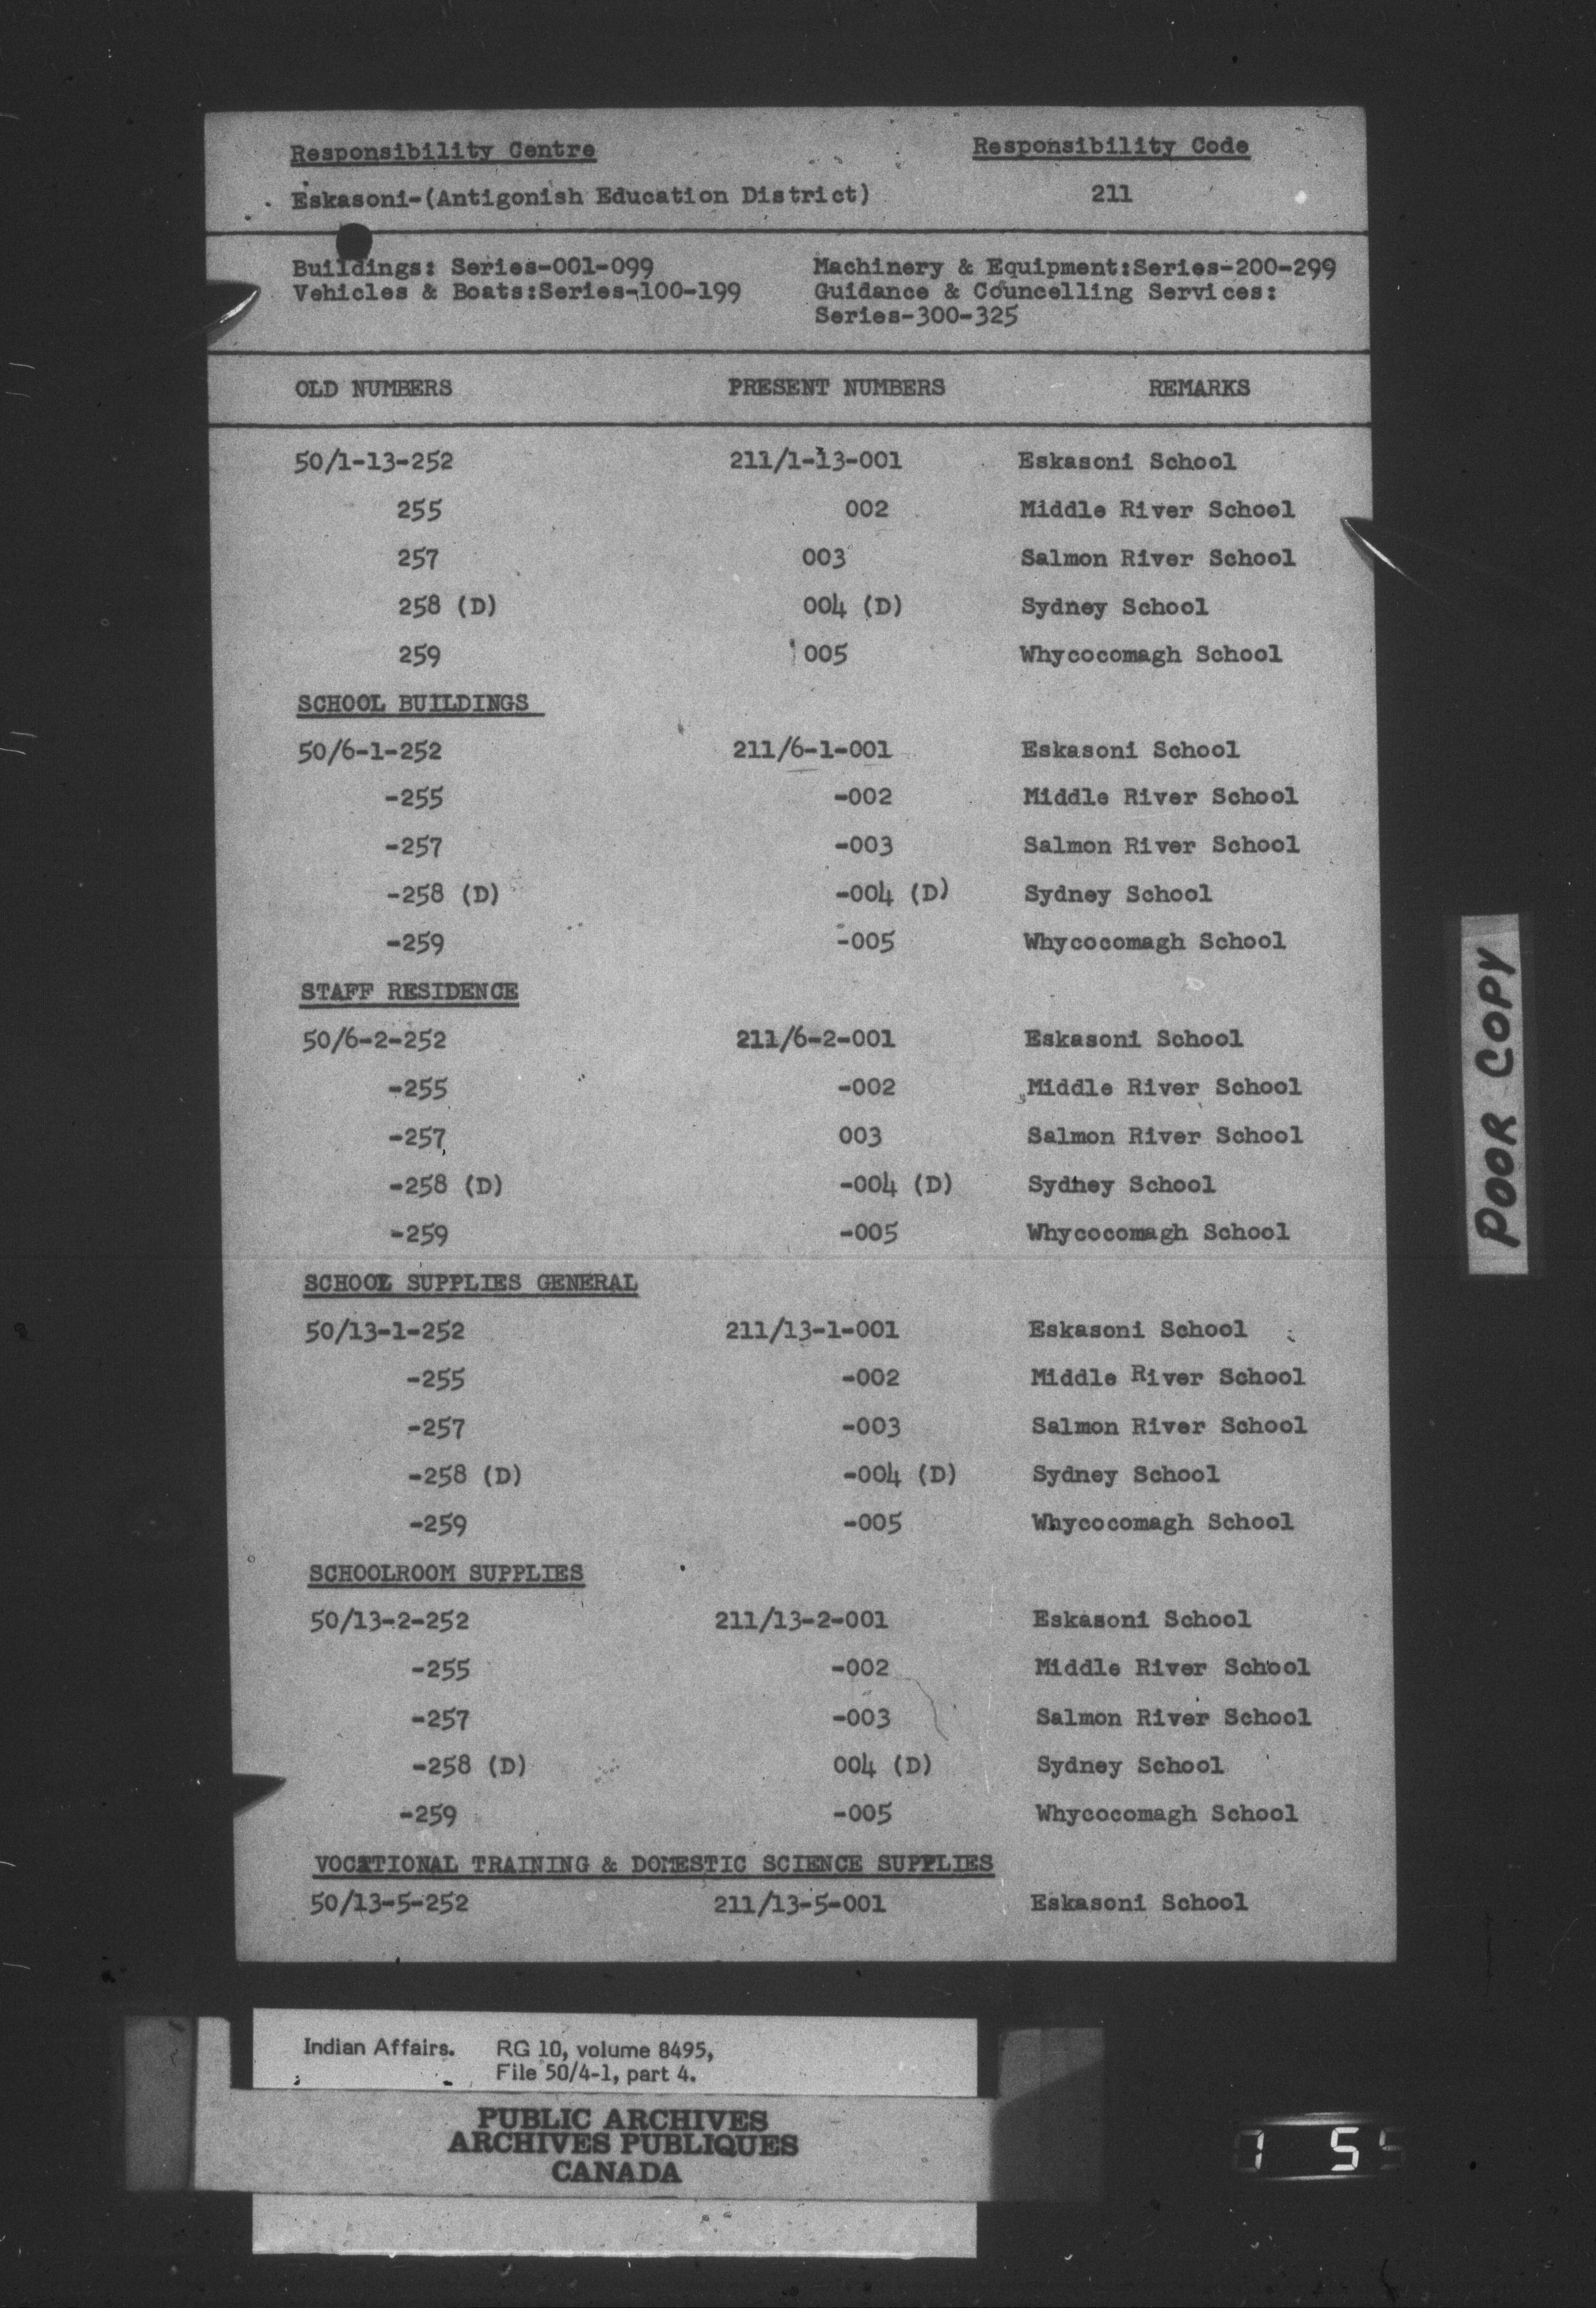 Responsibility Centre Responsibility Code
Eskasoni-(Antigonish Education District) 211
Buildings: Series-001-099 Machinery & Equipment:Series-200-299
Vehicles & Boats:Series-100-199 Guidance & Councelling Services:
Series-300-325
OLD NUMBERS PRESENT NUMBERS REMARKS
50/1-13-252 211/1-13-001 Eskasoni School
255 002 Middle River School
257 003 Salmon River School
258 (D) 004 (D) Sydney School
259 005 Whycocomagh School
SCHOOL BUILDINGS
50/6-1-252 211/6-1-001 Eskasoni School
-255 -002 Middle River School
-257 -003 Salmon River School
-258 (D) -004 (D) Sydney School
-259 -005 Whycocomagh School
STAFF RESIDENCE
50/6-2-252 211/6-2-001 Eskasoni School
-255 -002 Middle River School
-257 003 Salmon River School
-258 (D) -004 (D) Sydney School
-259 -005 Whycocomagh School
SCHOOL SUPPLIES GENERAL
50/13-1-252 211/13-1-001 Eskasoni School
-255 -002 Middle River School
-257 -003 Salmon River School
-258 (D) -004 (D) Sydney School
-259 -005 Whycocomagh School
SCHOOLROOM SUPPLIES
50/13-2-252 211/13-2-001 Eskasoni School
-255 -002 Middle River School
-257 -003 Salmon River School
-258 (D) 004 (D) Sydney School
-259 -005 Whycocomagh School
VOCATIONAL TRAINING & DOMESTIC SCIENCE SUPPLIES
50/13-5-252 211/13-5-001 Eskasoni School
POOR COPY
Indian Affairs. RG 10, volume 8495,
File 50/4-1, part 4.
PUBLIC ARCHIVES
ARCHIVES PUBLIQUES
CANADA
1 5